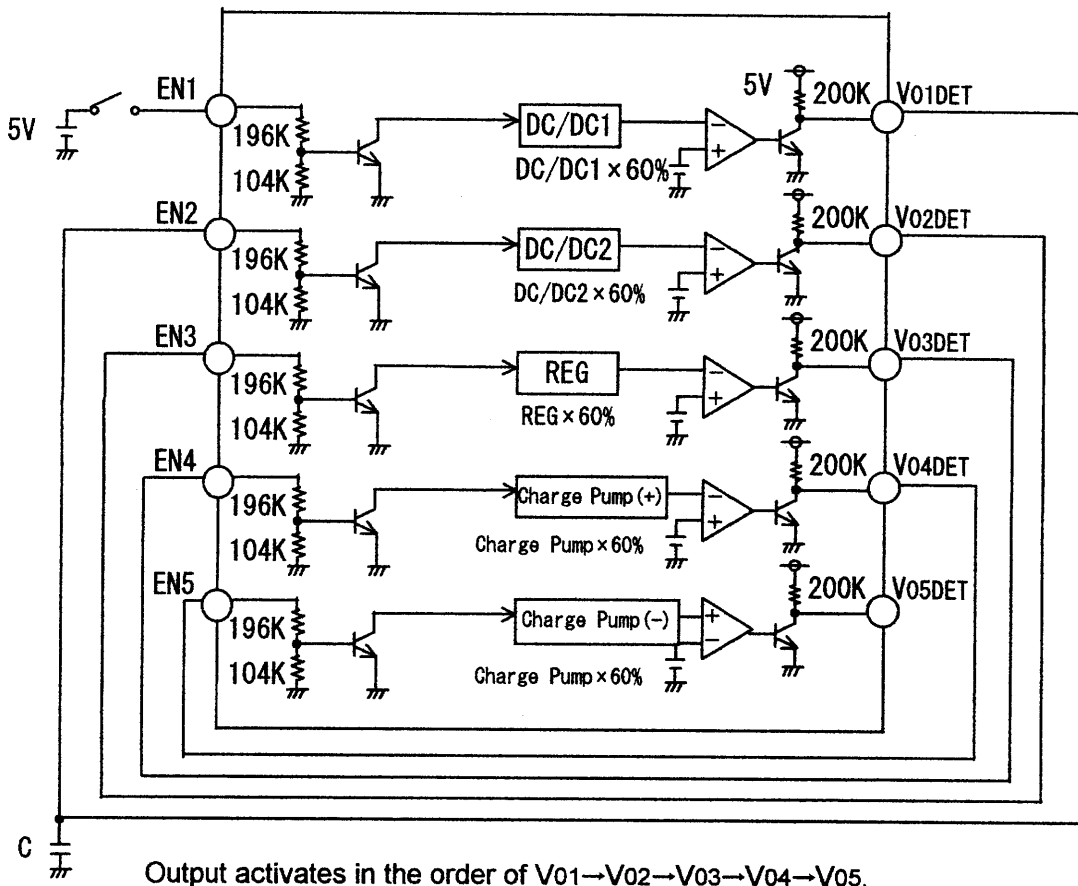 5V
EN1
196K
104K
DC/DC1
DC/DC1×60%
5V
200K
V01DET
EN2
196K
104K
DC/DC2
DC/DC2×60%
200K
V02DET
EN3
196K
104K
REG
REG×60%
200K
V03DET
EN4
196K
104K
Charge Pump(+)
Charge Pump×60%
200K
V04DET
EN5
196K
104K
Charge Pump(-)
Charge Pump×60%
200K
V05DET
C
Output activates in the order of V01→V02→V03→V04→V05.